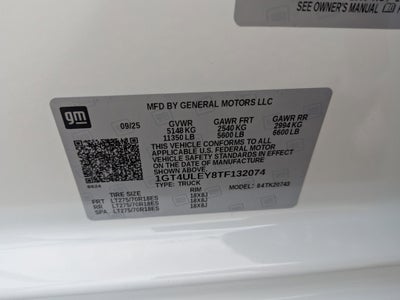 SEE OWNER'S MANUAL
gm
MFD BY GENERAL MOTORS LLC
09/25 GVWR GAWR FRT GAWR RR
5148 KG 2540 KG 2994 KG
11350 LB 5600 LB 6600 LB
THIS VEHICLE CONFORMS TO ALL
APPLICABLE U.S. FEDERAL MOTOR
VEHICLE SAFETY STANDARDS IN EFFECT
ON THE DATE OF MANUFACTURE
SHOWN ABOVE.
1GT4ULEY8TF132074
TYPE: TRUCK MODEL: 84TK20743
TIRE SIZE RIM
FRT LT275/70R18ES 18X8J
RR LT275/70R18ES 18X8J
SPA LT275/70R18ES 18X8J